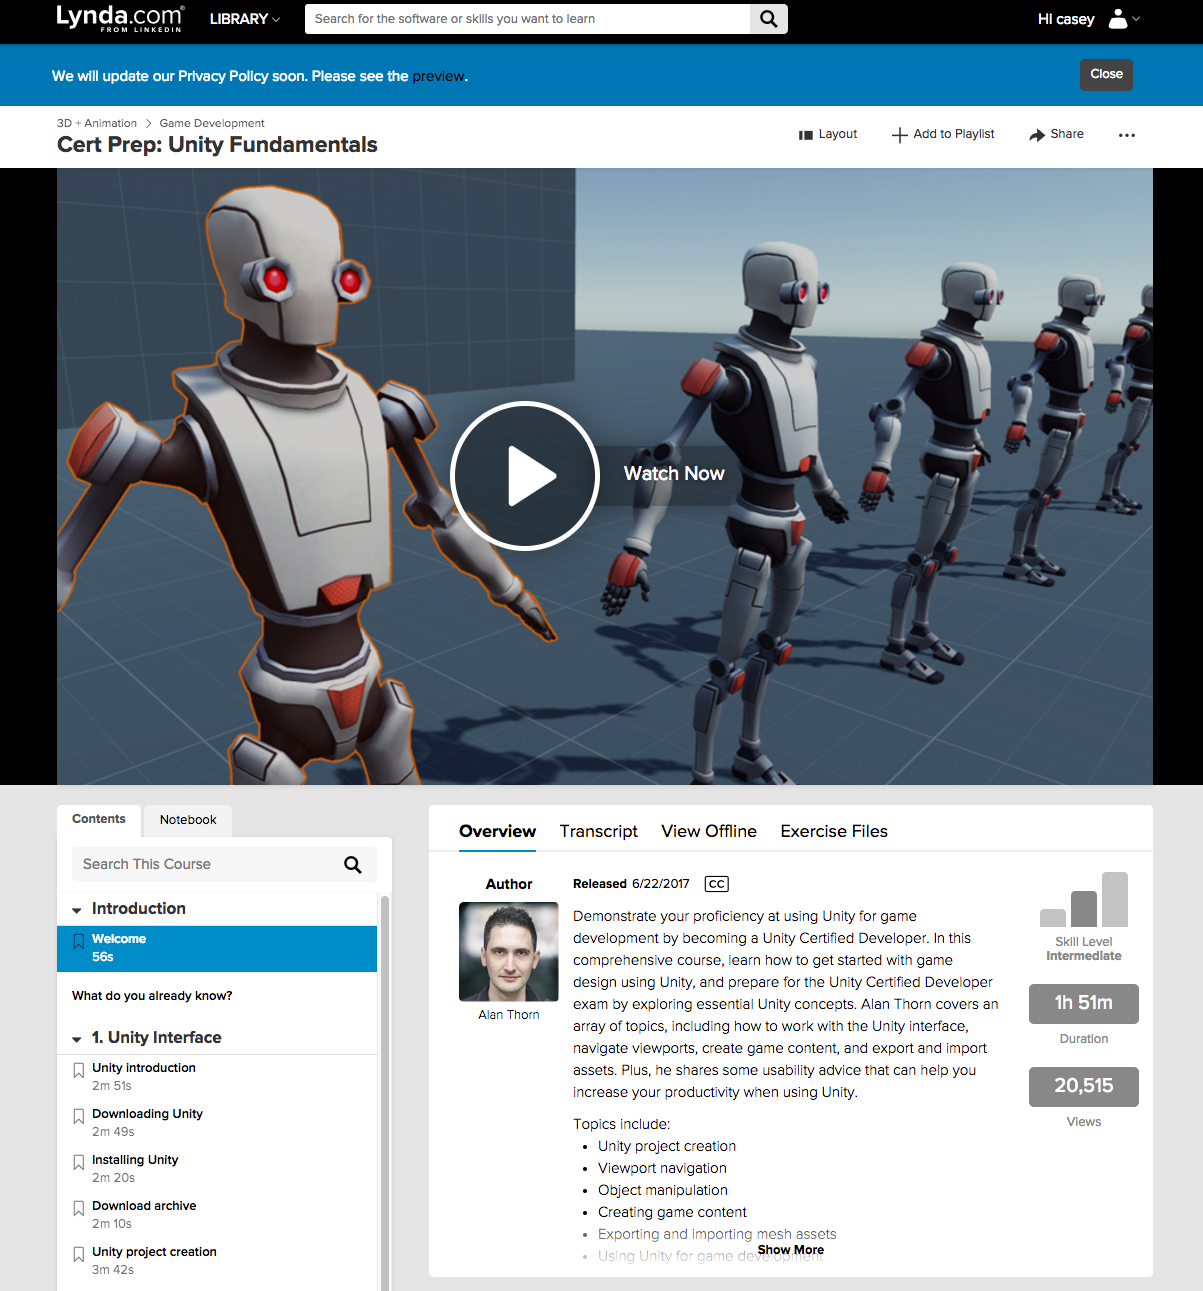 Lynda.com®
FROM LINKEDIN
LIBRARY
Search for the software or skills you want to learn
Hi casey
We will update our Privacy Policy soon. Please see the preview.
Close
3D + Animation > Game Development
Cert Prep: Unity Fundamentals
Layout
Add to Playlist
Share
Watch Now
Contents
Notebook
Search This Course
Introduction
Welcome
56s
What do you already know?
1. Unity Interface
Unity introduction
2m 51s
Downloading Unity
2m 49s
Installing Unity
2m 20s
Download archive
2m 10s
Unity project creation
3m 42s
Overview
Transcript
View Offline
Exercise Files
Author
Alan Thorn
Released 6/22/2017 CC
Demonstrate your proficiency at using Unity for game
development by becoming a Unity Certified Developer. In this
comprehensive course, learn how to get started with game
design using Unity, and prepare for the Unity Certified Developer
exam by exploring essential Unity concepts. Alan Thorn covers an
array of topics, including how to work with the Unity interface,
navigate viewports, create game content, and export and import
assets. Plus, he shares some usability advice that can help you
increase your productivity when using Unity.
Topics include:
• Unity project creation
• Viewport navigation
• Object manipulation
• Creating game content
• Exporting and importing mesh assets
• Using Unity for game development
Show More
Skill Level
Intermediate
1h 51m
Duration
20,515
Views